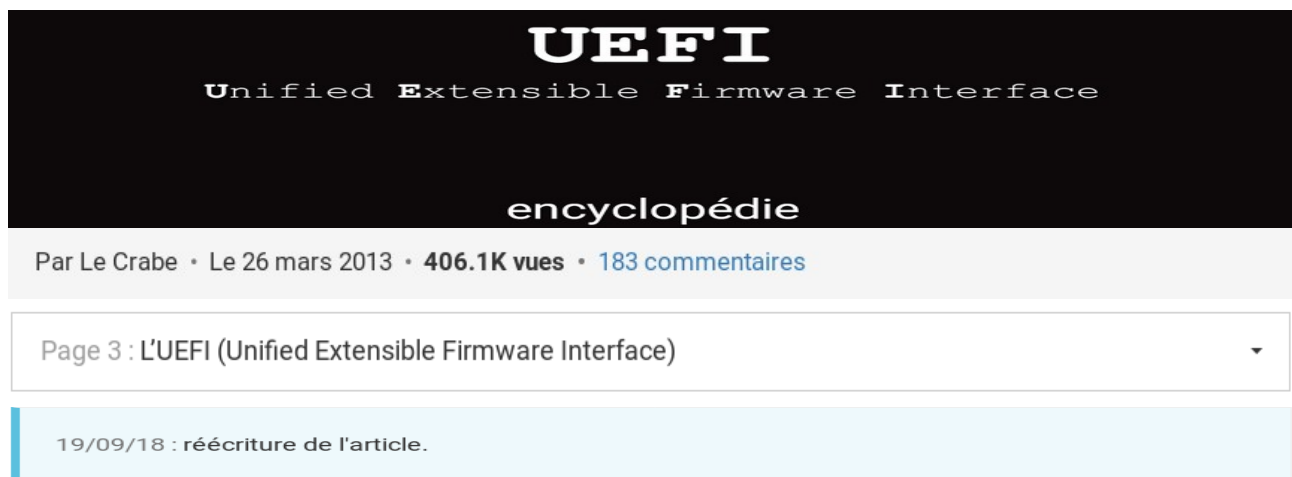 UEFI
Unified Extensible Firmware Interface
encyclopédie
Par Le Crabe • Le 26 mars 2013 • 406.1K vues • 183 commentaires
Page 3 : L’UEFI (Unified Extensible Firmware Interface)
19/09/18 : réécriture de l'article.